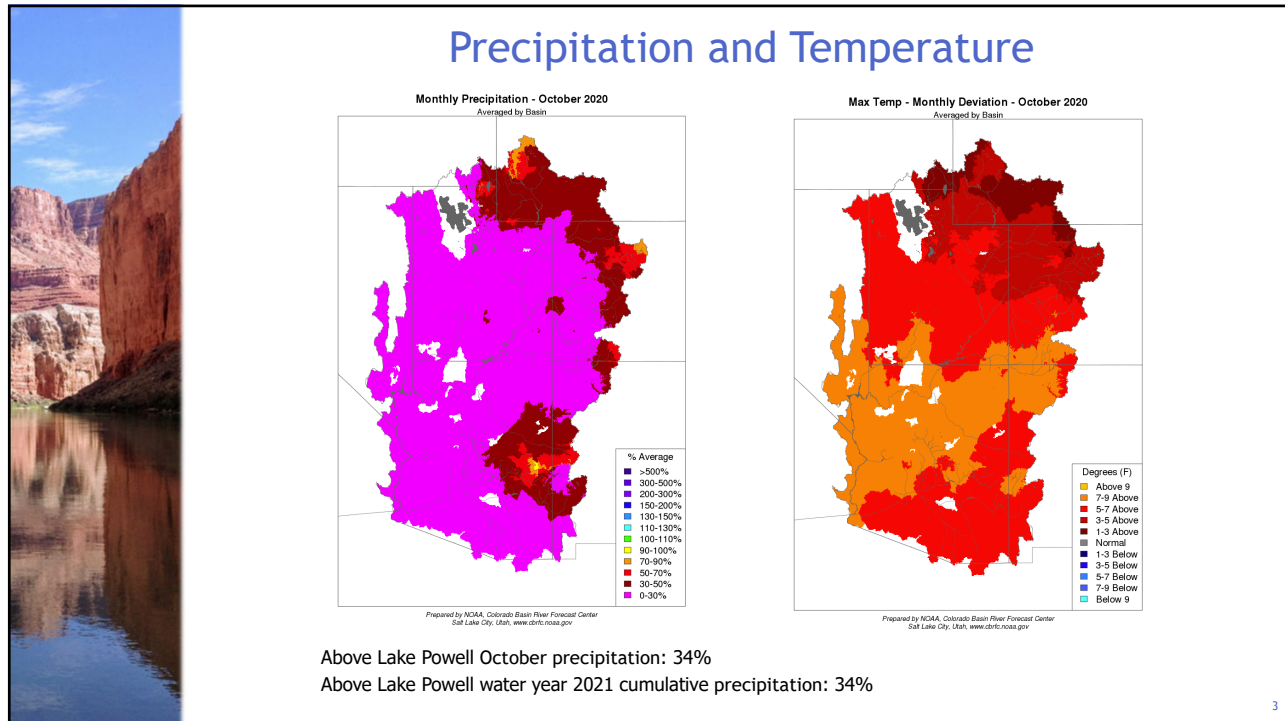 Precipitation and Temperature
Monthly Precipitation - October 2020
Averaged by Basin
% Average
>500%
300-500%
200-300%
150-200%
130-150%
110-130%
100-110%
90-100%
70-90%
50-70%
30-50%
0-30%
Prepared by NOAA, Colorado Basin River Forecast Center
Salt Lake City, Utah, www.cbrfc.noaa.gov
Max Temp - Monthly Deviation - October 2020
Averaged by Basin
Degrees (F)
Above 9
7-9 Above
5-7 Above
3-5 Above
1-3 Above
Normal
1-3 Below
3-5 Below
5-7 Below
7-9 Below
Below 9
Prepared by NOAA, Colorado Basin River Forecast Center
Salt Lake City, Utah, www.cbrfc.noaa.gov
Above Lake Powell October precipitation: 34%
Above Lake Powell water year 2021 cumulative precipitation: 34%
3